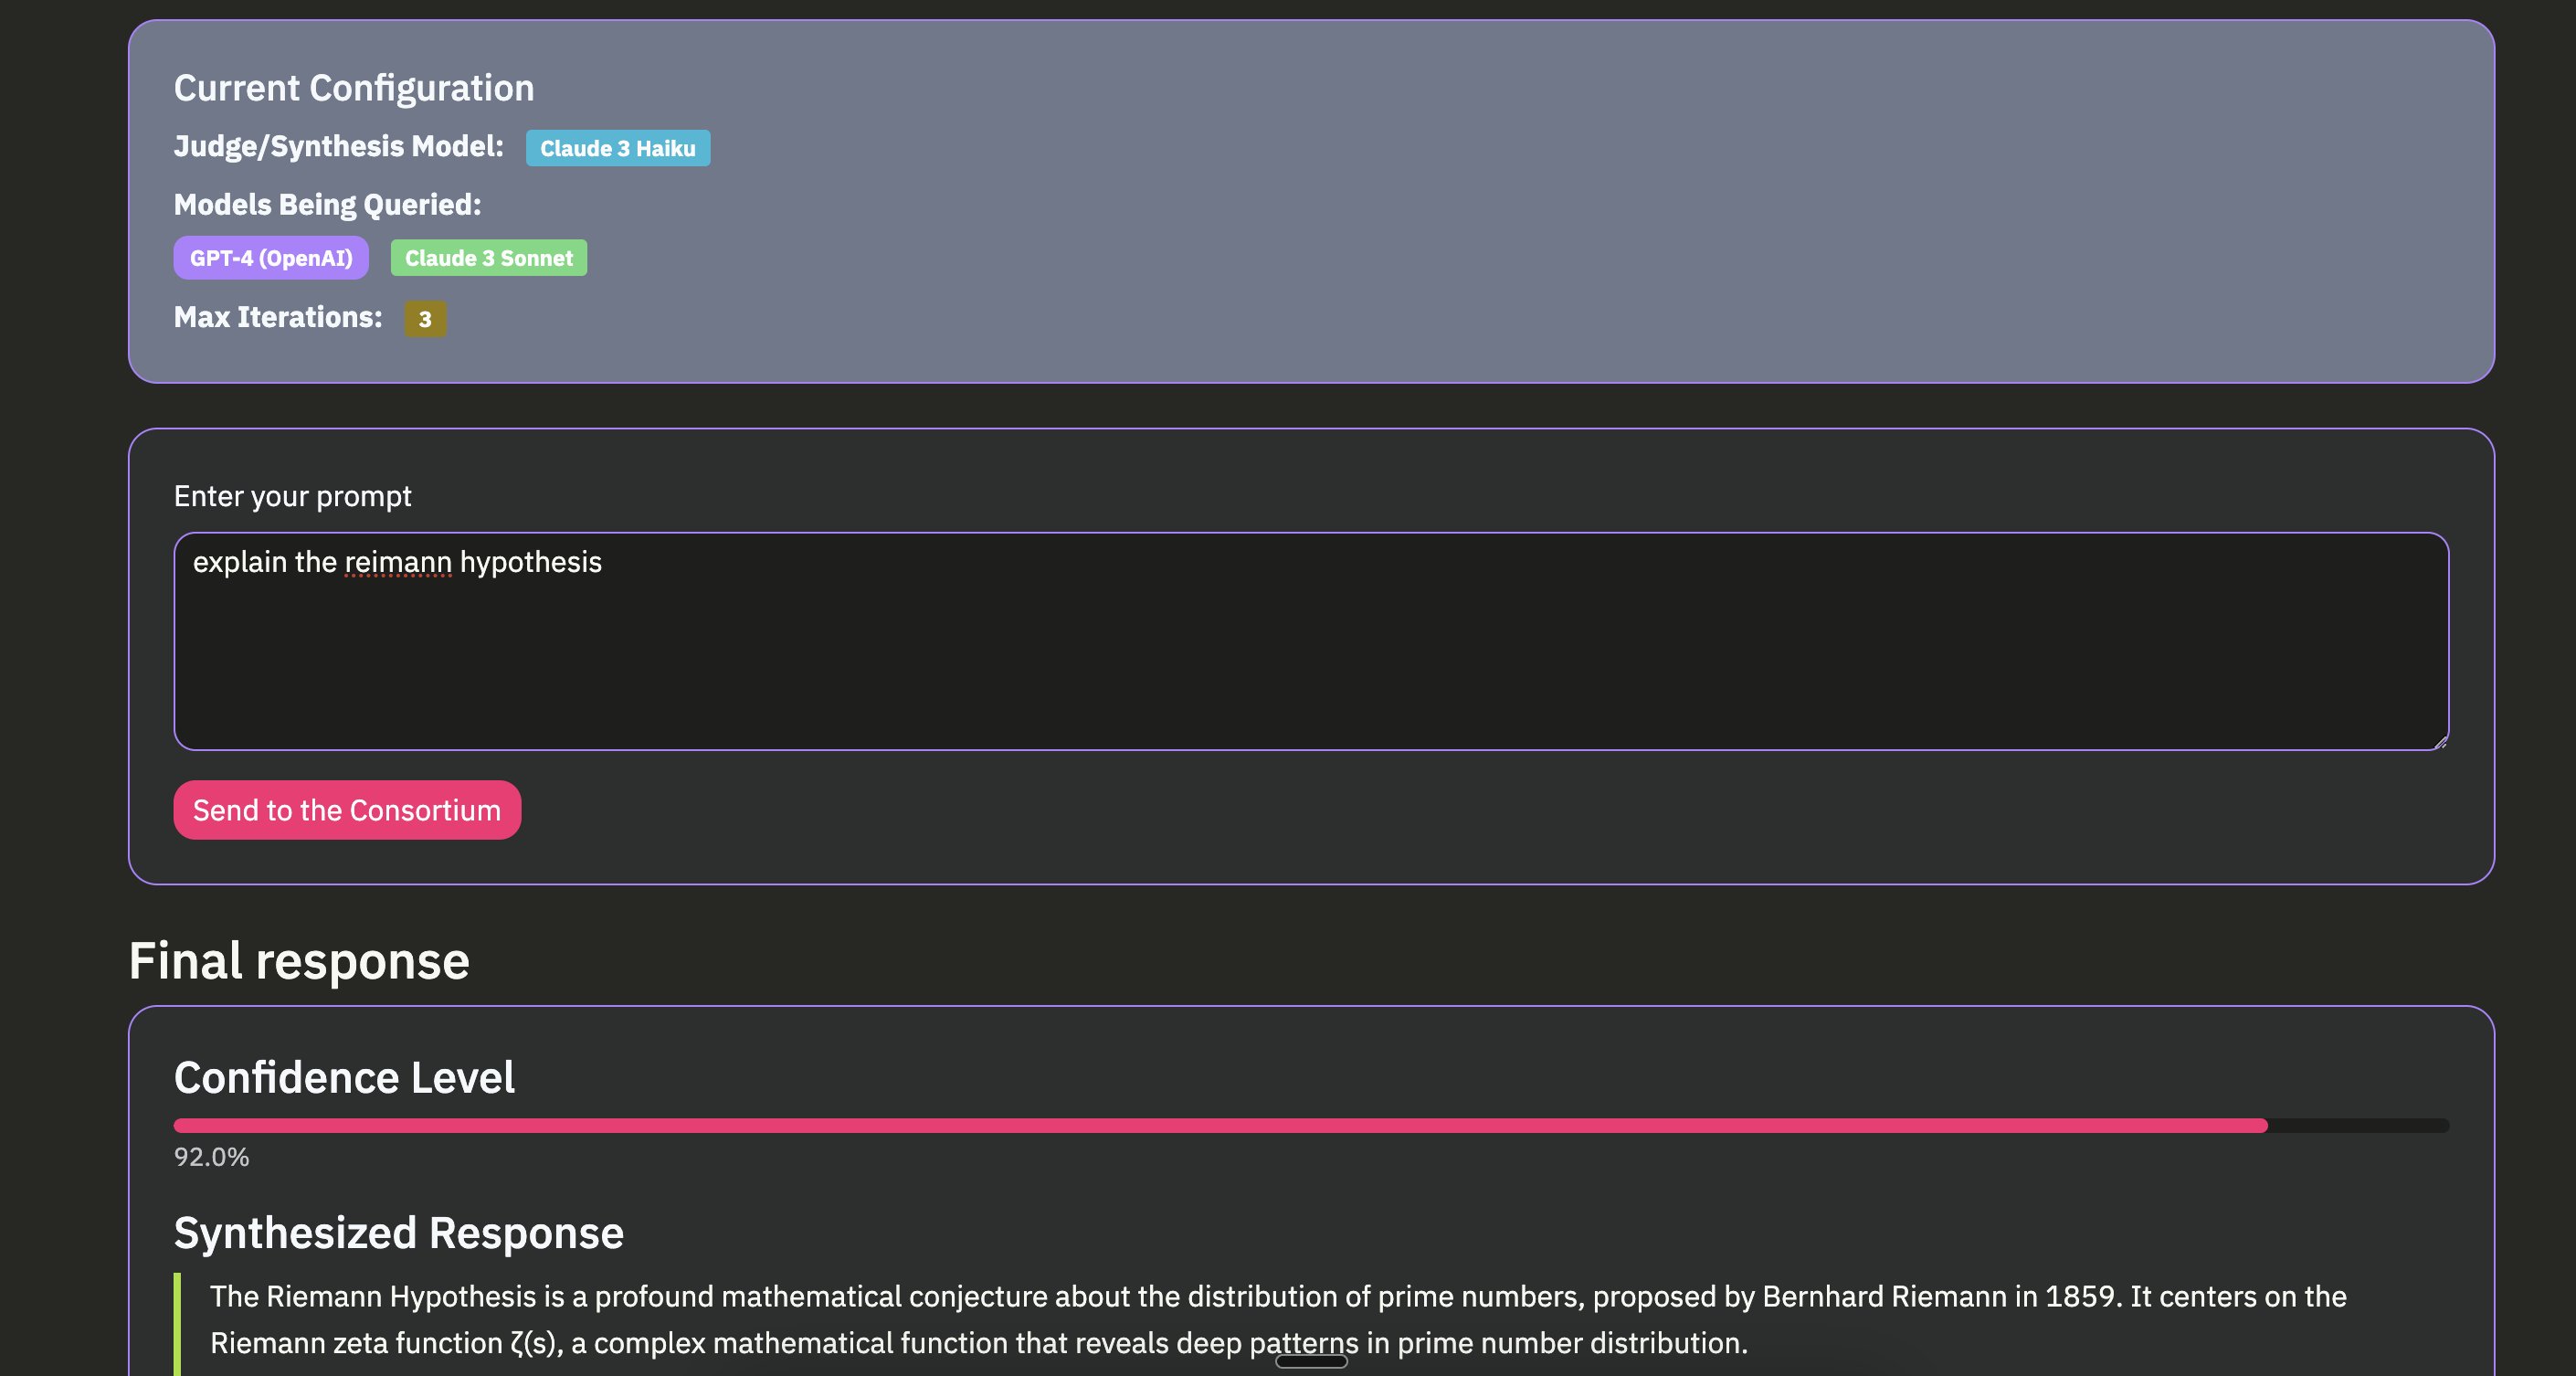 Current Configuration
Judge/Synthesis Model: Claude 3 Haiku
Models Being Queried:
GPT-4 (OpenAI) Claude 3 Sonnet
Max Iterations: 3
Enter your prompt
explain the reimann hypothesis
Send to the Consortium
Final response
Confidence Level
92.0%
Synthesized Response
The Riemann Hypothesis is a profound mathematical conjecture about the distribution of prime numbers, proposed by Bernhard Riemann in 1859. It centers on the
Riemann zeta function ζ(s), a complex mathematical function that reveals deep patterns in prime number distribution.